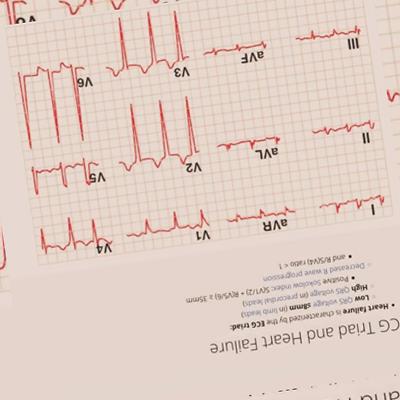 CG Triad and Heart Failure
• Heart failure is characterized by the ECG triad:
○ Low QRS voltage ≤8mm (in limb leads)
○ High QRS voltage (in precordial leads)
▪ Positive Sokolow index: S(V1/2) + R(V5/6) ≥ 35mm
○ Decreased R wave progression
▪ and R/S(V4) ratio < 1
I aVR V1 V4
II aVL V2 V5
III aVF V3 V6